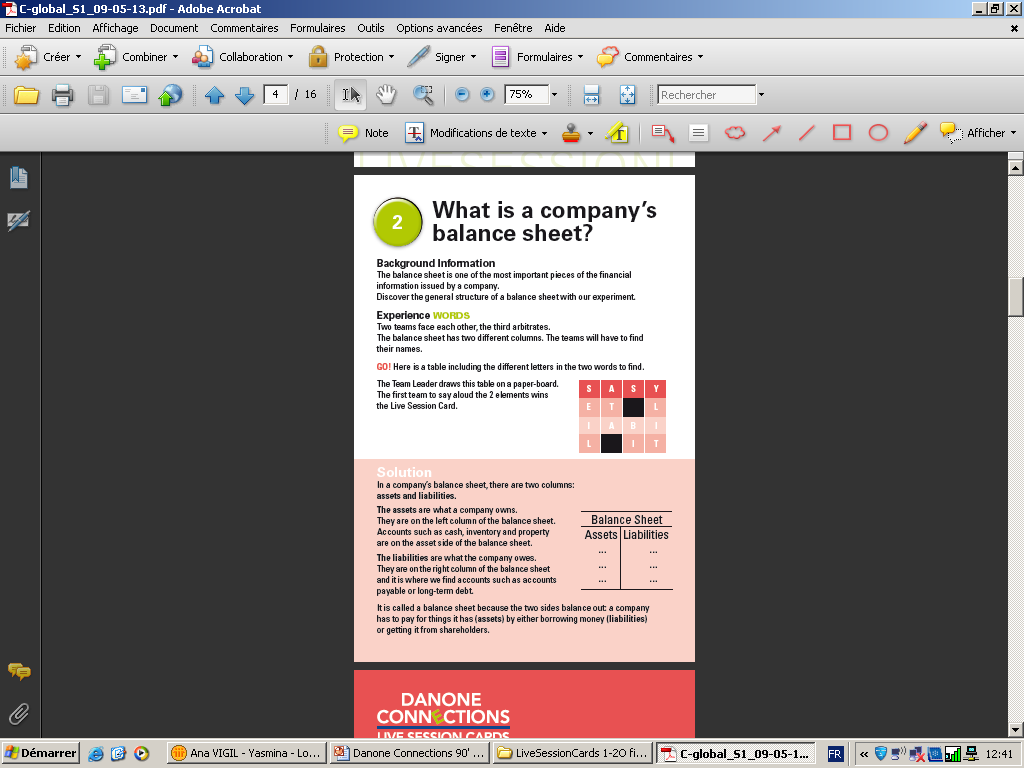 C-global_S1_09-05-13.pdf - Adobe Acrobat
Fichier Edition Affichage Document Commentaires Formulaires Outils Options avancées Fenêtre Aide
Créer Combiner Collaboration Protection Signer Formulaires Commentaires
4 / 16 75% Rechercher
Note Modifications de texte Afficher
LIVE SESSION
2
What is a company's
balance sheet?
Background Information
The balance sheet is one of the most important pieces of the financial
information issued by a company.
Discover the general structure of a balance sheet with our experiment.
Experience WORDS
Two teams face each other, the third arbitrates.
The balance sheet has two different columns. The teams will have to find
their names.
GO! Here is a table including the different letters in the two words to find.
The Team Leader draws this table on a paper-board.
The first team to say aloud the 2 elements wins
the Live Session Card.
S A S Y
E T L
I A B I
L I T
Solution
In a company's balance sheet, there are two columns:
assets and liabilities.
The assets are what a company owns.
They are on the left column of the balance sheet.
Accounts such as cash, inventory and property
are on the asset side of the balance sheet.
The liabilities are what the company owes.
They are on the right column of the balance sheet
and it is where we find accounts such as accounts
payable or long-term debt.
Balance Sheet
Assets Liabilities
... ...
... ...
... ...
It is called a balance sheet because the two sides balance out: a company
has to pay for things it has (assets) by either borrowing money (liabilities)
or getting it from shareholders.
DANONE
CONNECTIONS
LIVE SESSION CARDS
Démarrer Ana VIGIL - Yasmina - Lo... Danone Connections 90' ... LiveSessionCards 1-20 fi... C-global_S1_09-05-1... FR « 12:41